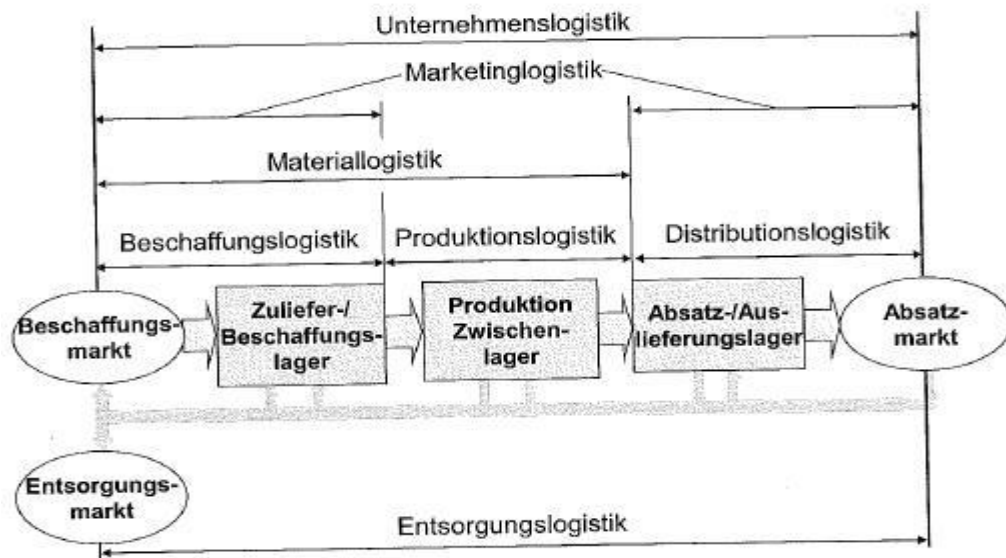 Unternehmenslogistik
Marketinglogistik
Materiallogistik
Beschaffungslogistik
Produktionslogistik
Distributionslogistik
Beschaffungs-
markt
Zuliefer-/
Beschaffungs-
lager
Produktion
Zwischen-
lager
Absatz-/Aus-
lieferungslager
Absatz-
markt
Entsorgungs-
markt
Entsorgungslogistik